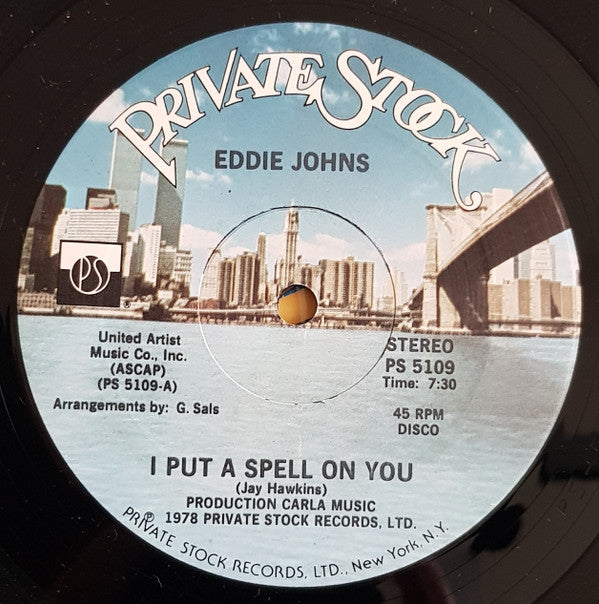 PRIVATE STOCK
EDDIE JOHNS
PS
United Artist
Music Co., Inc.
(ASCAP)
(PS 5109-A)
Arrangements by: G. Sals
STEREO
PS 5109
Time: 7:30
45 RPM
DISCO
I PUT A SPELL ON YOU
(Jay Hawkins)
PRODUCTION CARLA MUSIC
℗ 1978 PRIVATE STOCK RECORDS, LTD.
PRIVATE STOCK RECORDS, LTD., New York, N.Y.